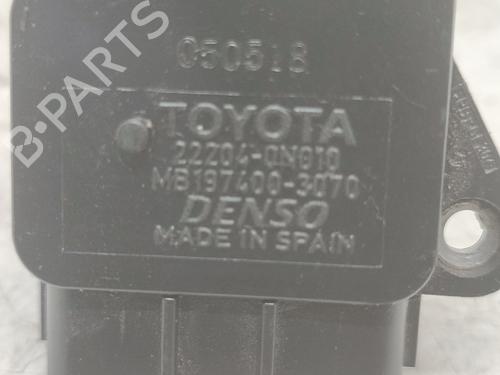 050518
TOYOTA
22204-0N010
MB197400-3070
DENSO
MADE IN SPAIN
B-PARTS